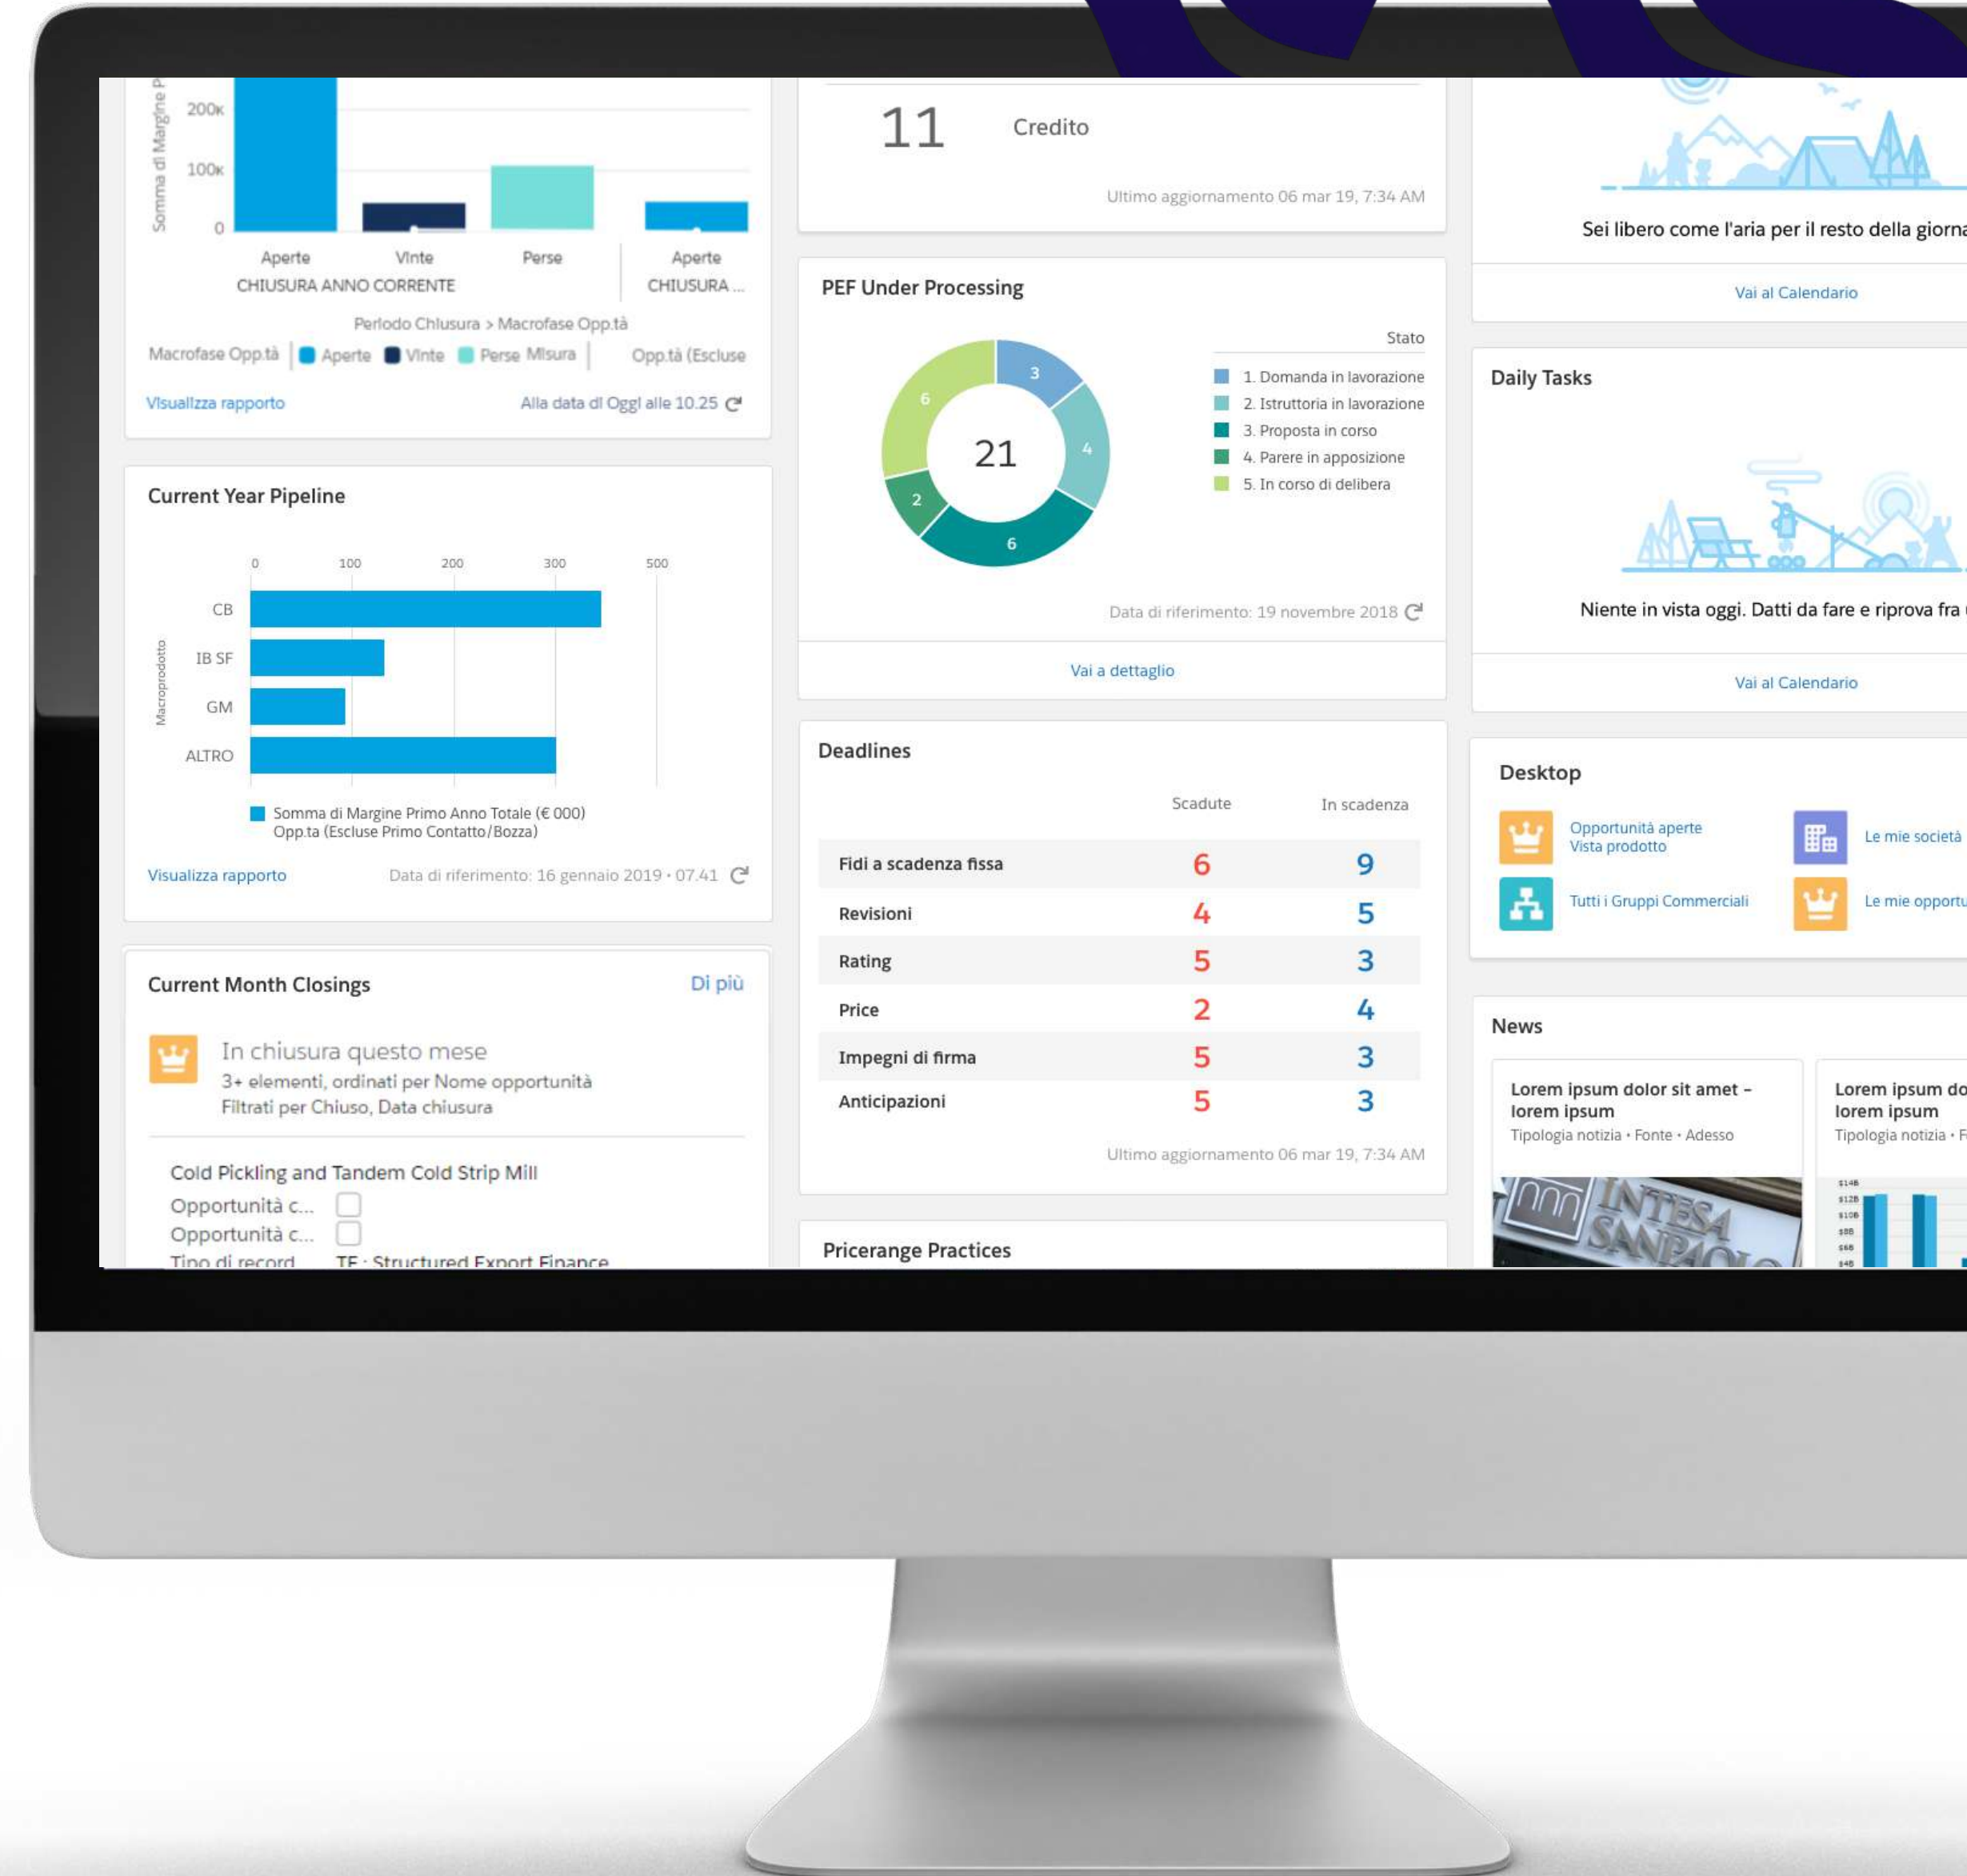 Somma di Margine P
200K
100K
0
Aperte
Vinte
Perse
Aperte
CHIUSURA ANNO CORRENTE
CHIUSURA ...
Periodo Chiusura > Macrofase Opp.tà
Macrofase Opp.tà
Aperte
Vinte
Perse
Misura
Opp.tà (Escluse
Visualizza rapporto
Alla data di Oggi alle 10.25
Current Year Pipeline
0
100
200
300
500
Macroprodotto
CB
IB SF
GM
ALTRO
Somma di Margine Primo Anno Totale (€ 000)
Opp.ta (Escluse Primo Contatto/Bozza)
Visualizza rapporto
Data di riferimento: 16 gennaio 2019 • 07.41
Current Month Closings
Di più
In chiusura questo mese
3+ elementi, ordinati per Nome opportunità
Filtrati per Chiuso, Data chiusura
Cold Pickling and Tandem Cold Strip Mill
Opportunità c...
Opportunità c...
Tipo di record
TF : Structured Export Finance
11
Credito
Ultimo aggiornamento 06 mar 19, 7:34 AM
PEF Under Processing
3
4
6
2
6
21
Stato
1. Domanda in lavorazione
2. Istruttoria in lavorazione
3. Proposta in corso
4. Parere in apposizione
5. In corso di delibera
Data di riferimento: 19 novembre 2018
Vai a dettaglio
Deadlines
Scadute In scadenza
Fidi a scadenza fissa 6 9
Revisioni 4 5
Rating 5 3
Price 2 4
Impegni di firma 5 3
Anticipazioni 5 3
Ultimo aggiornamento 06 mar 19, 7:34 AM
Pricerange Practices
Sei libero come l'aria per il resto della giorna
Vai al Calendario
Daily Tasks
Niente in vista oggi. Datti da fare e riprova fra
Vai al Calendario
Desktop
Opportunità aperte
Vista prodotto
Le mie società
Tutti i Gruppi Commerciali
Le mie opportu
News
Lorem ipsum dolor sit amet –
lorem ipsum
Tipologia notizia • Fonte • Adesso
INTESA
SANPAOLO
Lorem ipsum do
lorem ipsum
Tipologia notizia • F
$14B
$12B
$10B
$8B
$6B
$4B